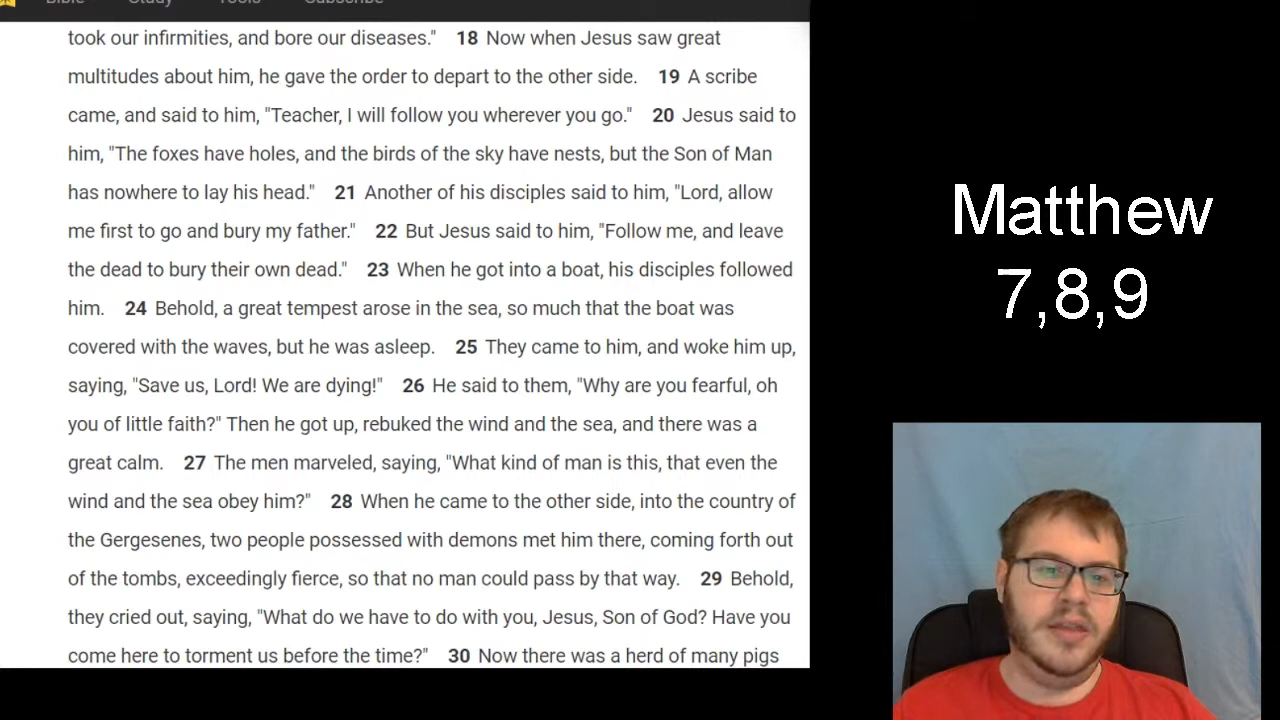 Bible Study Tools Subscribe
took our infirmities, and bore our diseases." 18 Now when Jesus saw great
multitudes about him, he gave the order to depart to the other side. 19 A scribe
came, and said to him, "Teacher, I will follow you wherever you go." 20 Jesus said to
him, "The foxes have holes, and the birds of the sky have nests, but the Son of Man
has nowhere to lay his head." 21 Another of his disciples said to him, "Lord, allow
me first to go and bury my father." 22 But Jesus said to him, "Follow me, and leave
the dead to bury their own dead." 23 When he got into a boat, his disciples followed
him. 24 Behold, a great tempest arose in the sea, so much that the boat was
covered with the waves, but he was asleep. 25 They came to him, and woke him up,
saying, "Save us, Lord! We are dying!" 26 He said to them, "Why are you fearful, oh
you of little faith?" Then he got up, rebuked the wind and the sea, and there was a
great calm. 27 The men marveled, saying, "What kind of man is this, that even the
wind and the sea obey him?" 28 When he came to the other side, into the country of
the Gergesenes, two people possessed with demons met him there, coming forth out
of the tombs, exceedingly fierce, so that no man could pass by that way. 29 Behold,
they cried out, saying, "What do we have to do with you, Jesus, Son of God? Have you
come here to torment us before the time?" 30 Now there was a herd of many pigs
Matthew
7,8,9